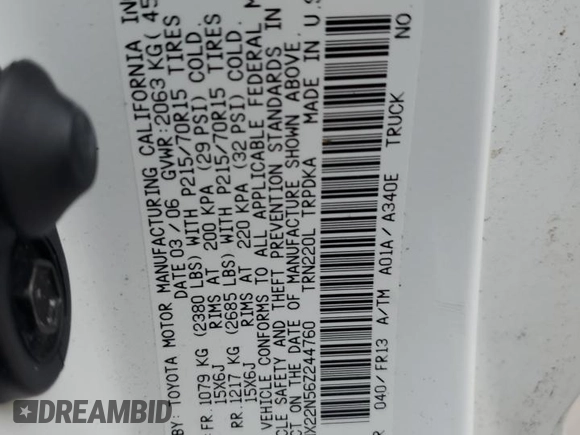 BY: TOYOTA MOTOR MANUFACTURING CALIFORNIA IN
DATE 03 / 06 GVWR: 2063 KG( 45
FR. 1079 KG (2380 LBS) WITH P215/70R15 TIRES
15X6J RIMS AT 200 KPA (29 PSI) COLD.
RR. 1217 KG (2685 LBS) WITH P215/70R15 TIRES
15X6J RIMS AT 220 KPA (32 PSI) COLD.
VEHICLE CONFORMS TO ALL APPLICABLE FEDERAL M
CLE SAFETY AND THEFT PREVENTION STANDARDS IN
CT ON THE DATE OF MANUFACTURE SHOWN ABOVE.
X22N567244760 TRN220L TRPDKA MADE IN U.S
R 040/ FR13 A/TM A01A/ A340E TRUCK NO
BIDCARS.COM